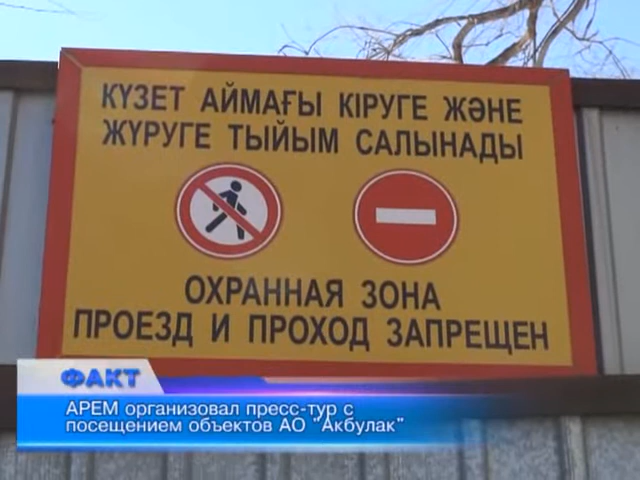 КҮЗЕТ АЙМАҒЫ КІРУГЕ ЖӘНЕ
ЖҮРУГЕ ТЫЙЫМ САЛЫНАДЫ
ОХРАННАЯ ЗОНА
ПРОЕЗД И ПРОХОД ЗАПРЕЩЕН
ФАКТ
АРЕМ организовал пресс-тур с
посещением объектов АО "Акбулак"